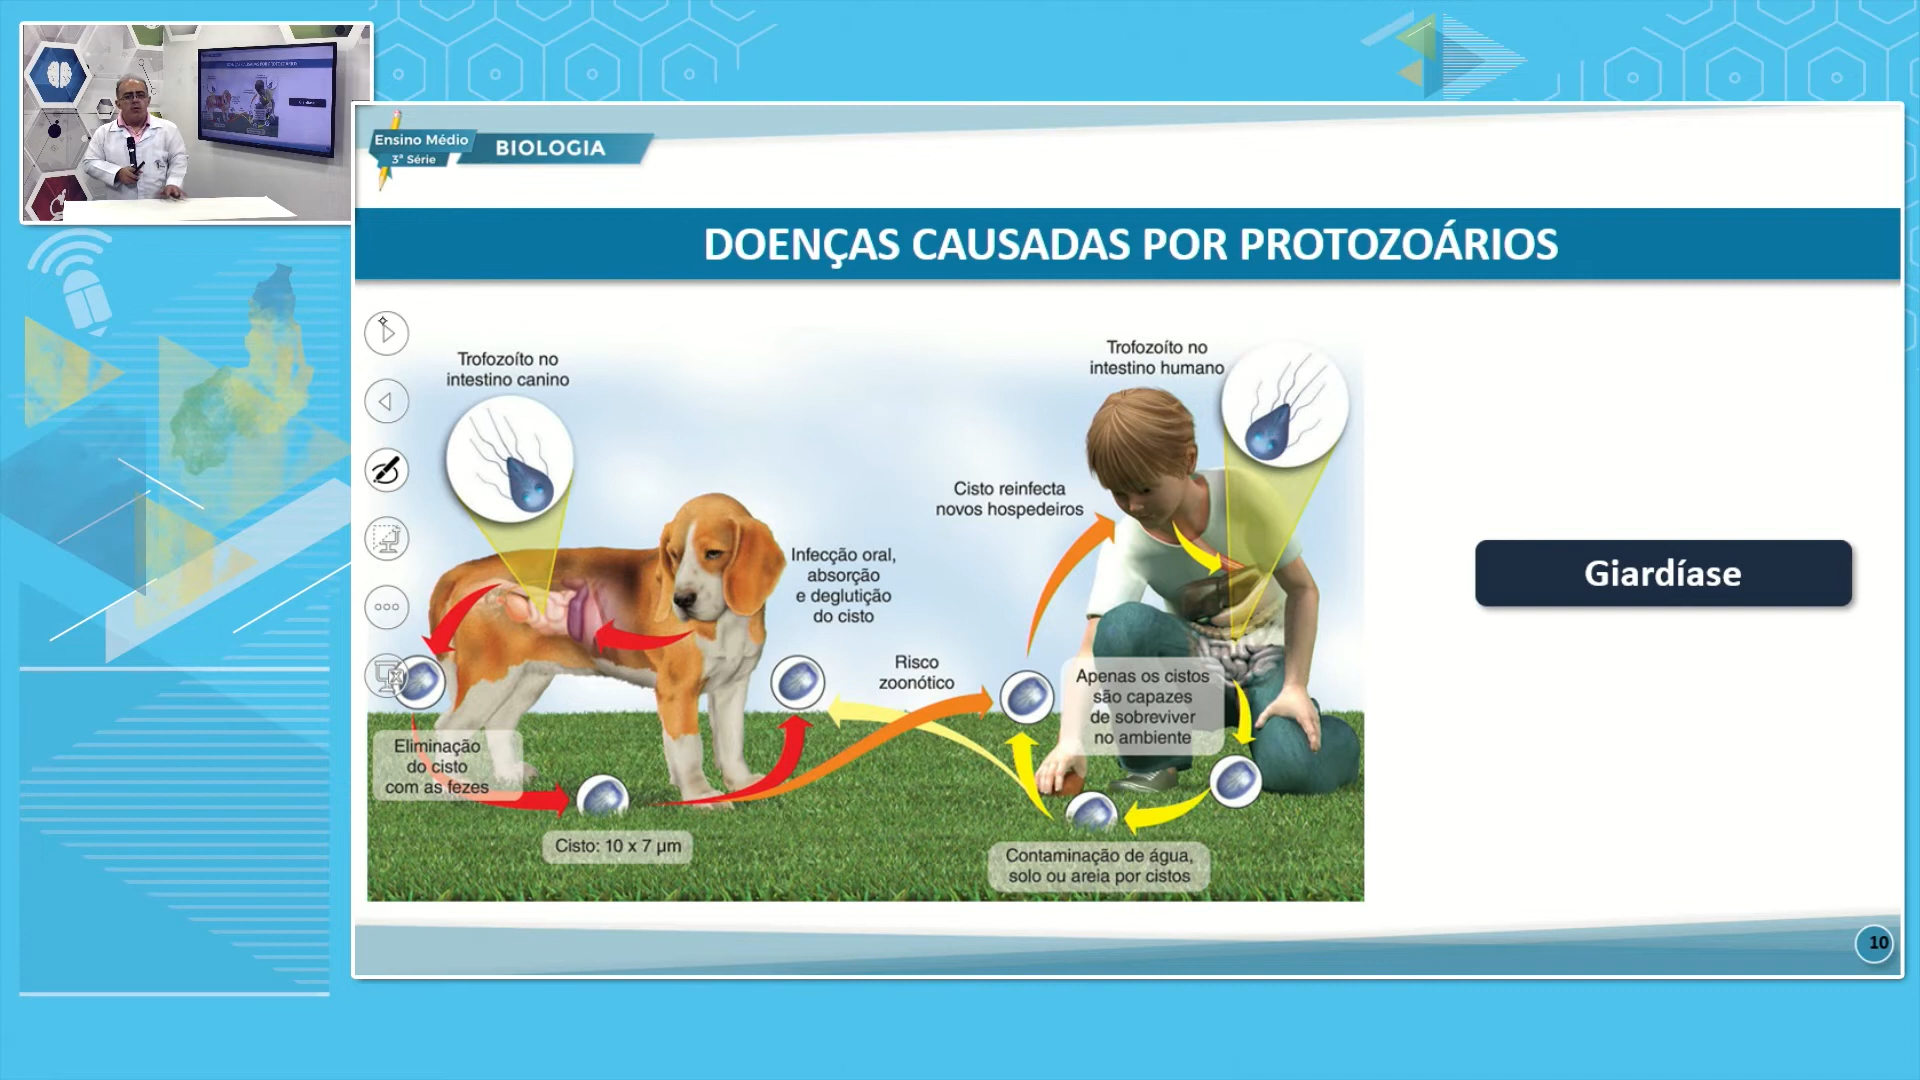 Ensino Médio
3ª Série
BIOLOGIA
DOENÇAS CAUSADAS POR PROTOZOÁRIOS
Trofozoíto no
intestino canino
Trofozoíto no
intestino humano
Cisto reinfecta
novos hospedeiros
Infecção oral,
absorção
e deglutição
do cisto
Giardíase
Risco
zoonótico
Apenas os cistos
são capazes
de sobreviver
no ambiente
Eliminação
do cisto
com as fezes
Cisto: 10 x 7 µm
Contaminação de água,
solo ou areia por cistos
10